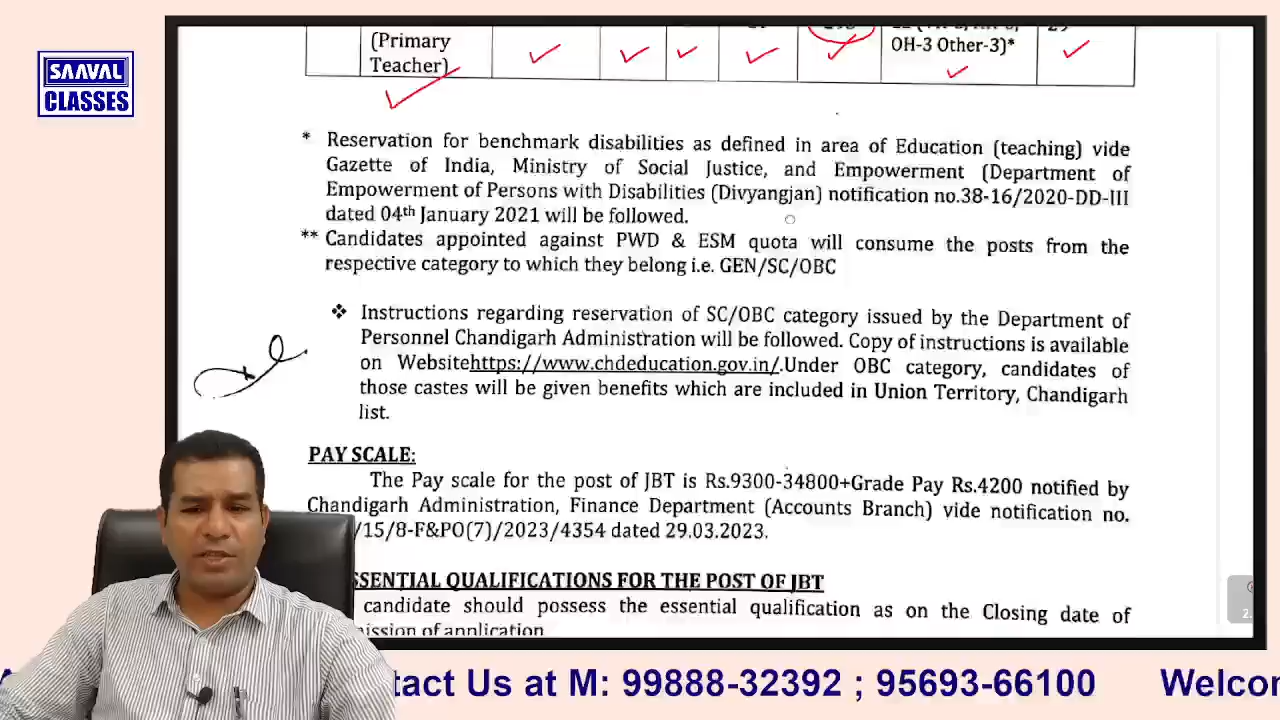 SAAVAL
CLASSES
(Primary
Teacher)
OH-3 Other-3)*
* Reservation for benchmark disabilities as defined in area of Education (teaching) vide
Gazette of India, Ministry of Social Justice, and Empowerment (Department of
Empowerment of Persons with Disabilities (Divyangjan) notification no.38-16/2020-DD-III
dated 04th January 2021 will be followed.
** Candidates appointed against PWD & ESM quota will consume the posts from the
respective category to which they belong i.e. GEN/SC/OBC
❖ Instructions regarding reservation of SC/OBC category issued by the Department of
Personnel Chandigarh Administration will be followed. Copy of instructions is available
on Websitehttps://www.chdeducation.gov.in/.Under OBC category, candidates of
those castes will be given benefits which are included in Union Territory, Chandigarh
list.
PAY SCALE:
The Pay scale for the post of JBT is Rs.9300-34800+Grade Pay Rs.4200 notified by
Chandigarh Administration, Finance Department (Accounts Branch) vide notification no.
/15/8-F&PO(7)/2023/4354 dated 29.03.2023.
SSENTIAL QUALIFICATIONS FOR THE POST OF JBT
candidate should possess the essential qualification as on the Closing date of
ission of application
tact Us at M: 99888-32392 ; 95693-66100 Welcon